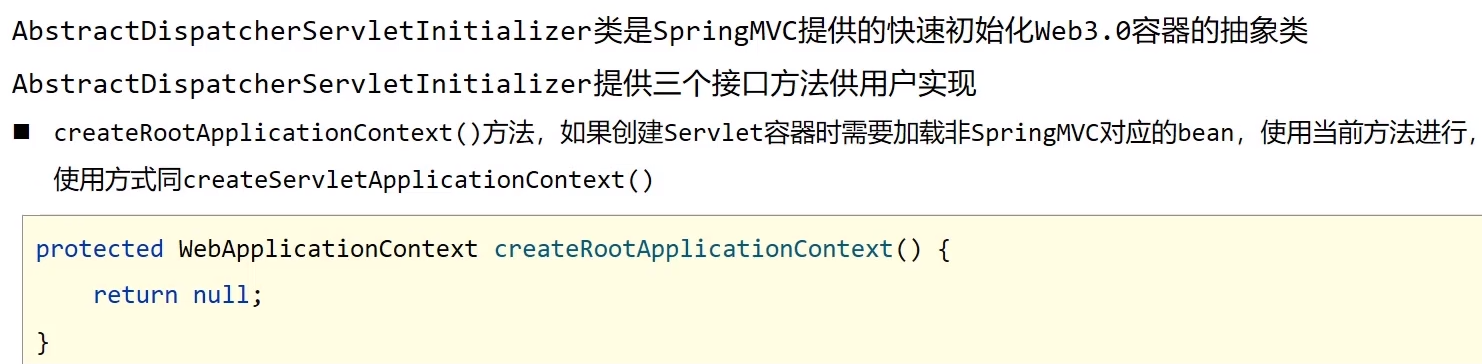 AbstractDispatcherServletInitializer类是SpringMVC提供的快速初始化Web3.0容器的抽象类
AbstractDispatcherServletInitializer提供三个接口方法供用户实现
■ createRootApplicationContext()方法，如果创建Servlet容器时需要加载非SpringMVC对应的bean，使用当前方法进行，
使用方式同createServletApplicationContext()
protected WebApplicationContext createRootApplicationContext() {
    return null;
}